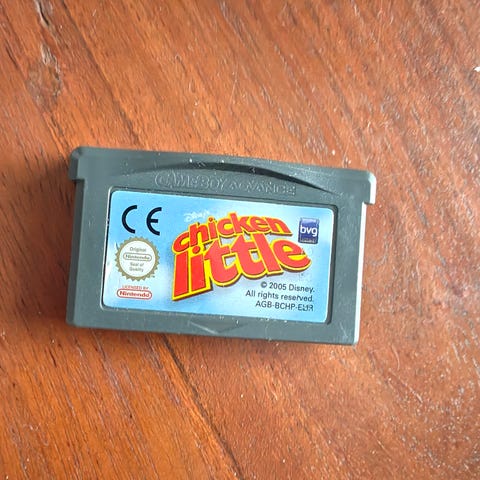 GAME BOY ADVANCE
CE
Disney's
chicken
little
bvg
Original
Nintendo
Seal of
Quality
LICENSED BY
Nintendo
© 2005 Disney.
All rights reserved.
AGB-BCHP-EUR